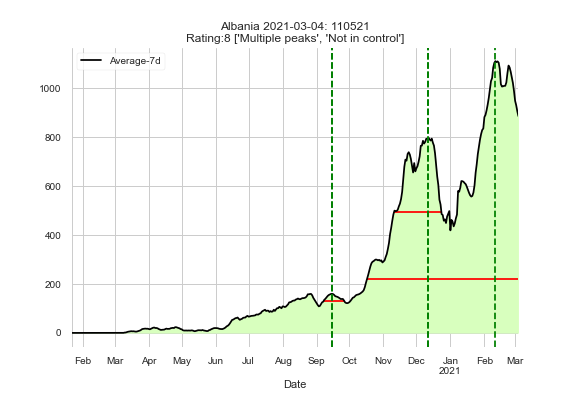 Albania 2021-03-04: 110521
Rating:8 ['Multiple peaks', 'Not in control']
Average-7d
1000
800
600
400
200
0
Feb Mar Apr May Jun Jul Aug Sep Oct Nov Dec Jan Feb Mar
2021
Date